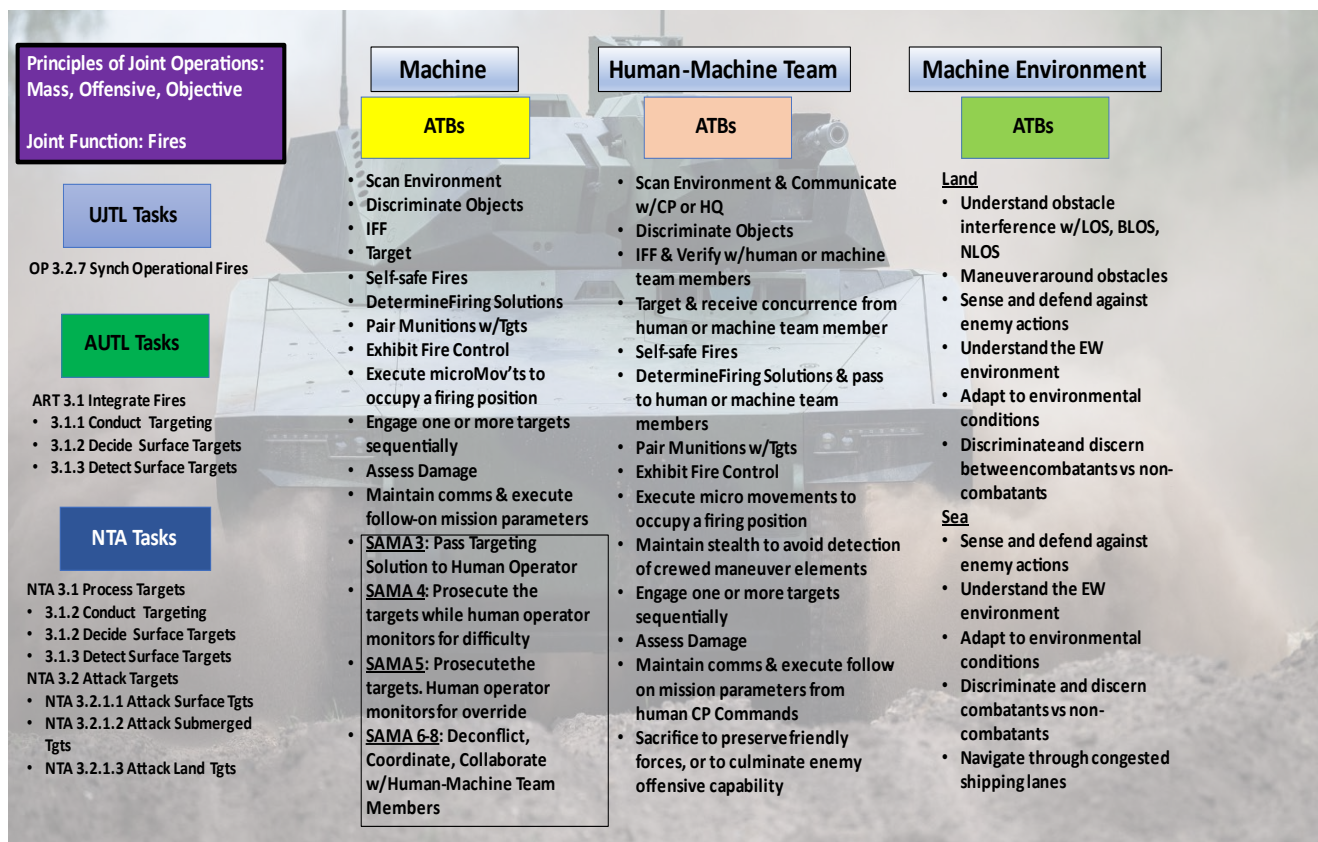 Principles of Joint Operations:
Mass, Offensive, Objective
Joint Function: Fires
UJTL Tasks
OP 3.2.7 Synch Operational Fires
AUTL Tasks
ART 3.1 Integrate Fires
• 3.1.1 Conduct Targeting
• 3.1.2 Decide Surface Targets
• 3.1.3 Detect Surface Targets
NTA Tasks
NTA 3.1 Process Targets
• 3.1.2 Conduct Targeting
• 3.1.2 Decide Surface Targets
• 3.1.3 Detect Surface Targets
NTA 3.2 Attack Targets
• NTA 3.2.1.1 Attack Surface Tgts
• NTA 3.2.1.2 Attack Submerged
Tgts
• NTA 3.2.1.3 Attack Land Tgts
Machine
ATBs
• Scan Environment
• Discriminate Objects
• IFF
• Target
• Self-safe Fires
• DetermineFiring Solutions
• Pair Munitions w/Tgts
• Exhibit Fire Control
• Execute microMov'ts to
occupy a firing position
• Engage one or more targets
sequentially
• Assess Damage
• Maintain comms & execute
follow-on mission parameters
• SAMA 3: Pass Targeting
Solution to Human Operator
• SAMA 4: Prosecute the
targets while human operator
monitors for difficulty
• SAMA 5: Prosecutethe
targets. Human operator
monitors for override
• SAMA 6-8: Deconflict,
Coordinate, Collaborate
w/Human-Machine Team
Members
Human-Machine Team
ATBs
• Scan Environment & Communicate
w/CP or HQ
• Discriminate Objects
• IFF & Verify w/human or machine
team members
• Target & receive concurrence from
human or machine team member
• Self-safe Fires
• DetermineFiring Solutions & pass
to human or machine team
members
• Pair Munitions w/Tgts
• Exhibit Fire Control
• Execute micro movements to
occupy a firing position
• Maintain stealth to avoid detection
of crewed maneuver elements
• Engage one or more targets
sequentially
• Assess Damage
• Maintain comms & execute follow
on mission parameters from
human CP Commands
• Sacrifice to preserve friendly
forces, or to culminate enemy
offensive capability
Machine Environment
ATBs
Land
• Understand obstacle
interference w/LOS, BLOS,
NLOS
• Maneuveraround obstacles
• Sense and defend against
enemy actions
• Understand the EW
environment
• Adapt to environmental
conditions
• Discriminateand discern
betweencombatants vs non-
combatants
Sea
• Sense and defend against
enemy actions
• Understand the EW
environment
• Adapt to environmental
conditions
• Discriminate and discern
combatants vs non-
combatants
• Navigate through congested
shipping lanes